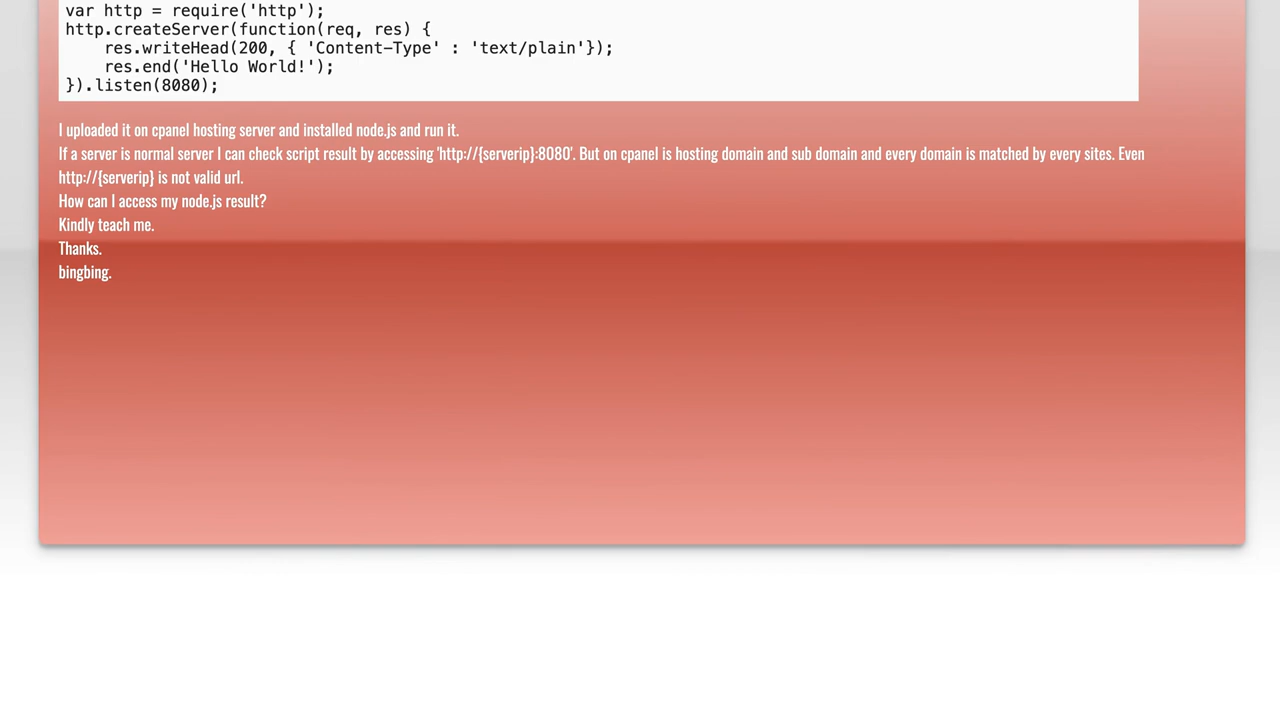 var http = require('http');
http.createServer(function(req, res) {
    res.writeHead(200, { 'Content-Type' : 'text/plain'});
    res.end('Hello World!');
}).listen(8080);
I uploaded it on cpanel hosting server and installed node.js and run it.
If a server is normal server I can check script result by accessing 'http://{serverip}:8080'. But on cpanel is hosting domain and sub domain and every domain is matched by every sites. Even
http://{serverip} is not valid url.
How can I access my node.js result?
Kindly teach me.
Thanks.
bingbing.